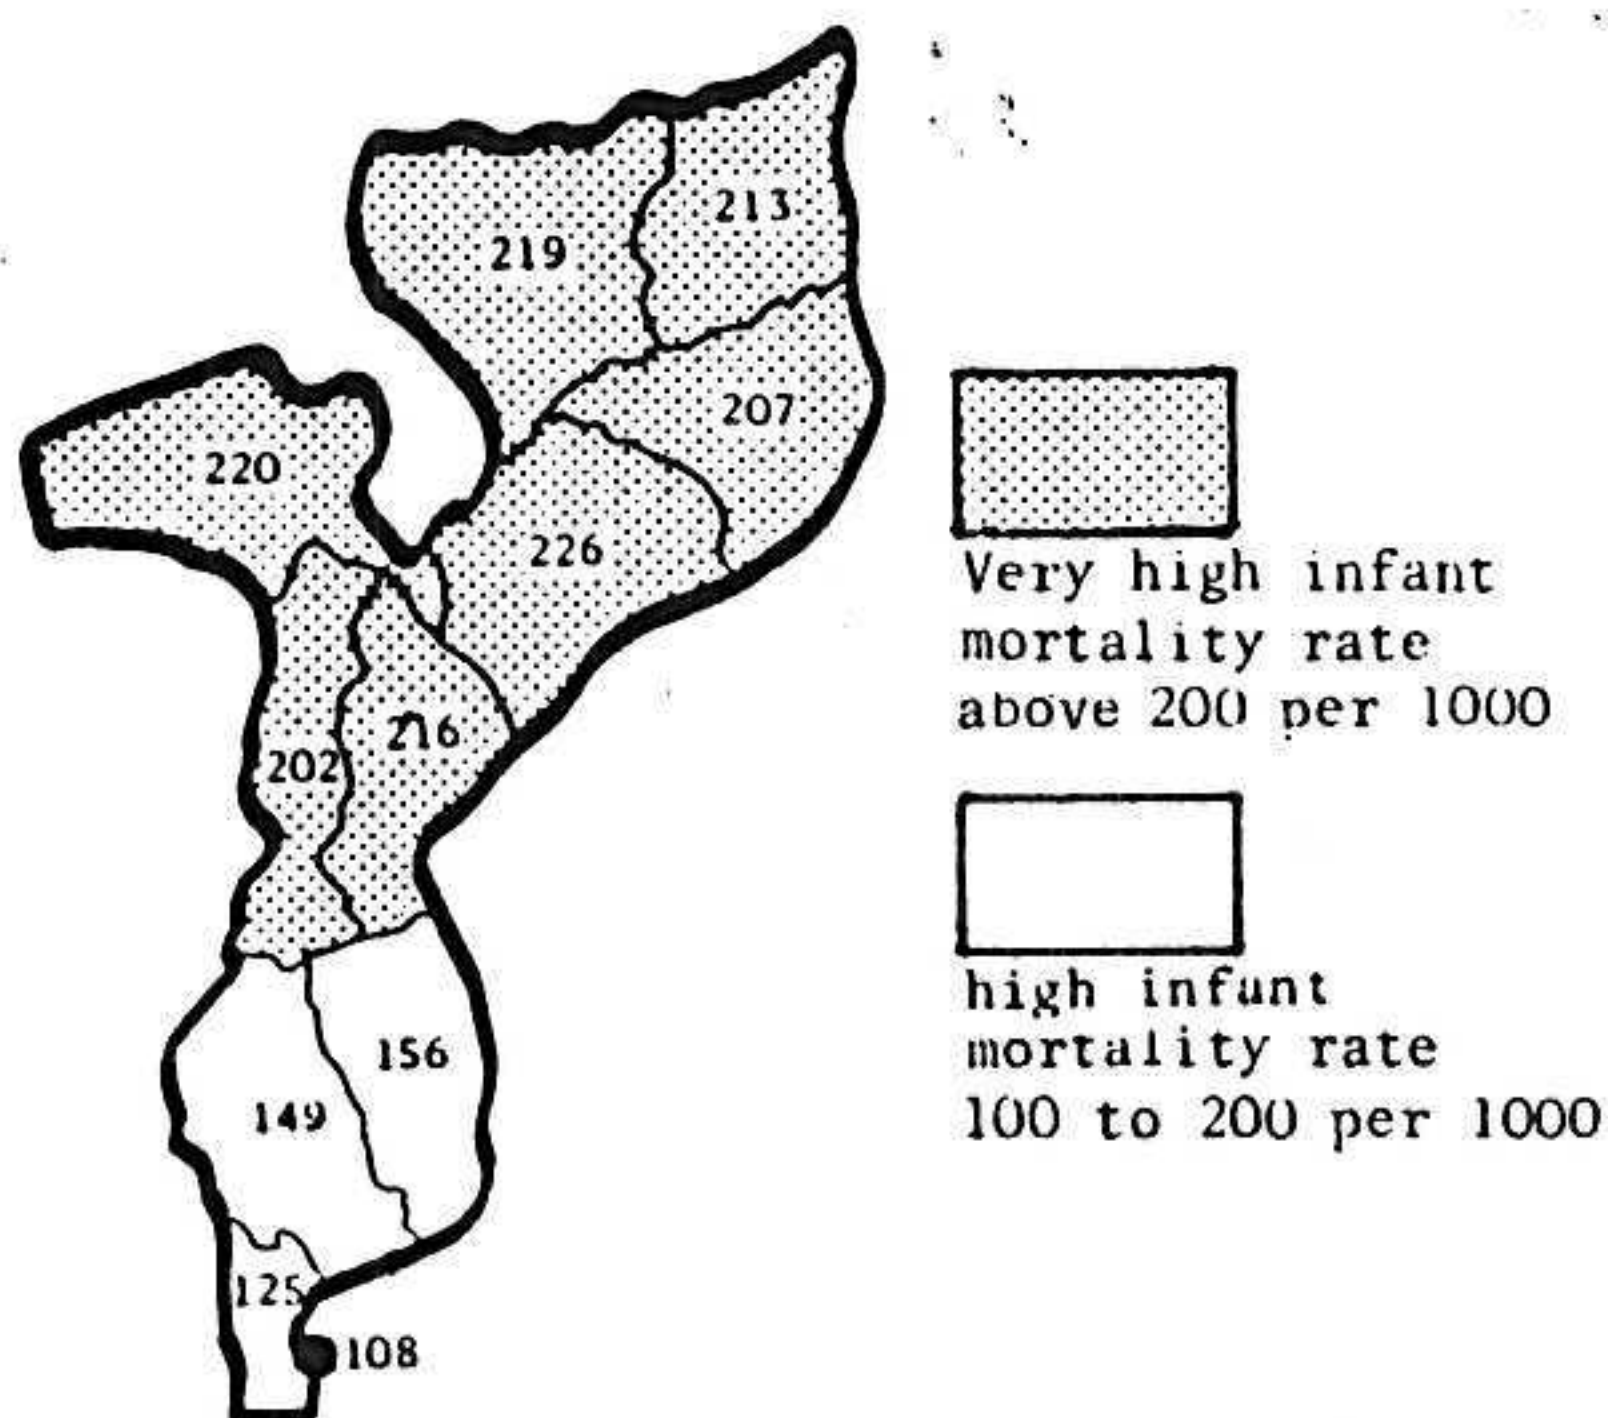 213
219
207
220
226
216
202
156
149
125
108
Very high infant
mortality rate
above 200 per 1000
high infant
mortality rate
100 to 200 per 1000